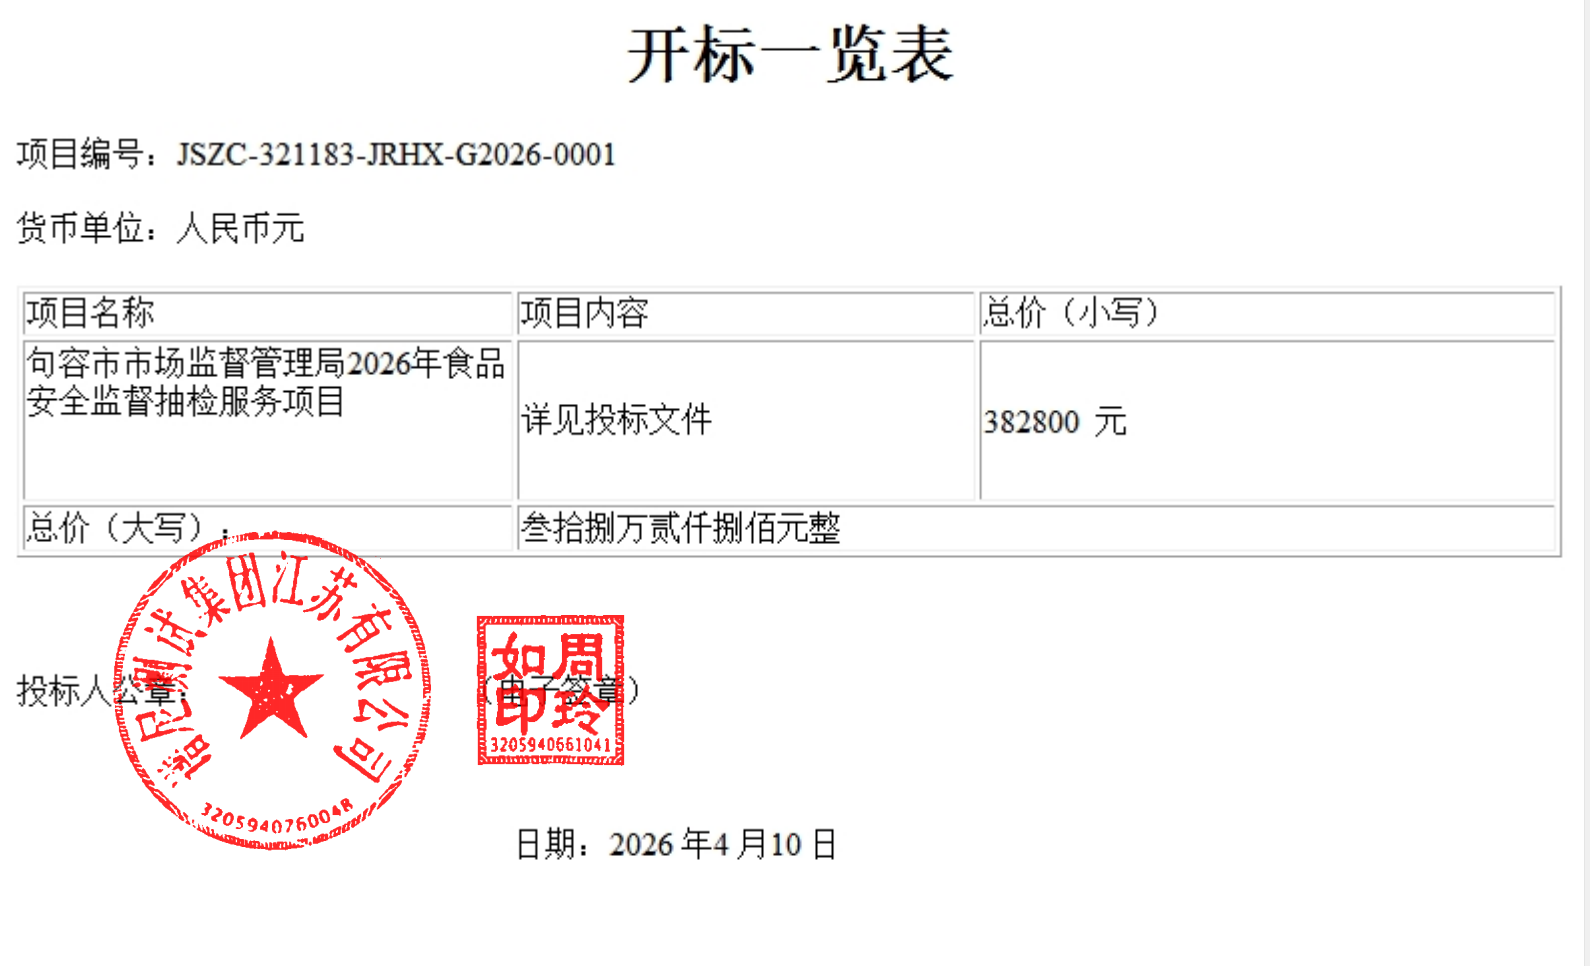 开标一览表
项目编号：JSZC-321183-JRHX-G2026-0001
货币单位：人民币元
项目名称 项目内容 总价（小写）
句容市市场监督管理局2026年食品
安全监督抽检服务项目
详见投标文件
382800 元
总价（大写）：
叁拾捌万贰仟捌佰元整
谱尼测试集团江苏有限公司
3205940760048
投标人公章：
（电子签章）
周玲
如印
3205940661041
日期：2026 年4 月10 日